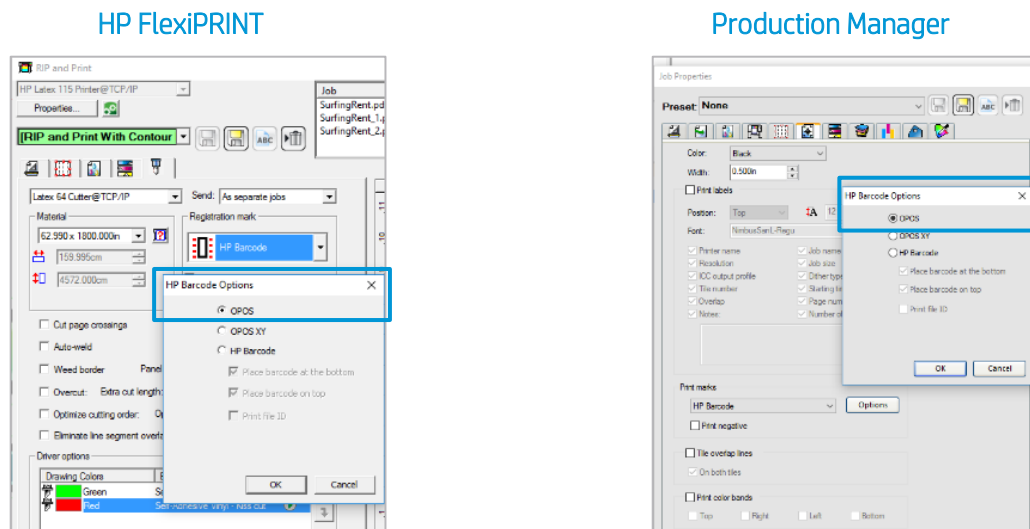 HP FlexiPRINT
RIP and Print
HP Latex 115 Printer@TCP/IP
Properties...
[RIP and Print With Contour
ABC
Job
SurfingRent.pd
SurfingRent_1.p
SurfingRent_2.p
Latex 64 Cutter@TCP/IP
Send:
As separate jobs
Material
62.990 x 1800.000in
159.995cm
4572.000cm
Registration mark
HP Barcode
HP Barcode Options
OPOS
OPOS XY
HP Barcode
Place barcode at the bottom
Place barcode on top
Print file ID
OK
Cancel
Cut page crossings
Auto-weld
Weed border
Panel
Overcut:
Extra cut length:
Optimize cutting order:
Eliminate line segment overla
Driver options
Drawing Colors
Green
Red
Self-Adhesive Vinyl - Kiss cut
Production Manager
Job Properties
Preset: None
ABC
Color:
Black
Width:
0.500in
Print labels
Position:
Top
A
12
Font:
NimbusSanL-Regu
Printer name
Job name
Resolution
Job size
ICC output profile
Dither type
Tile number
Starting te
Overlap
Page num
Notes:
Number of
HP Barcode Options
OPOS
OPOS XY
HP Barcode
Place barcode at the bottom
Place barcode on top
Print file ID
OK
Cancel
Print marks
HP Barcode
Options
Print negative
Tile overlap lines
On both tiles
Print color bands
Top
Right
Left
Bottom